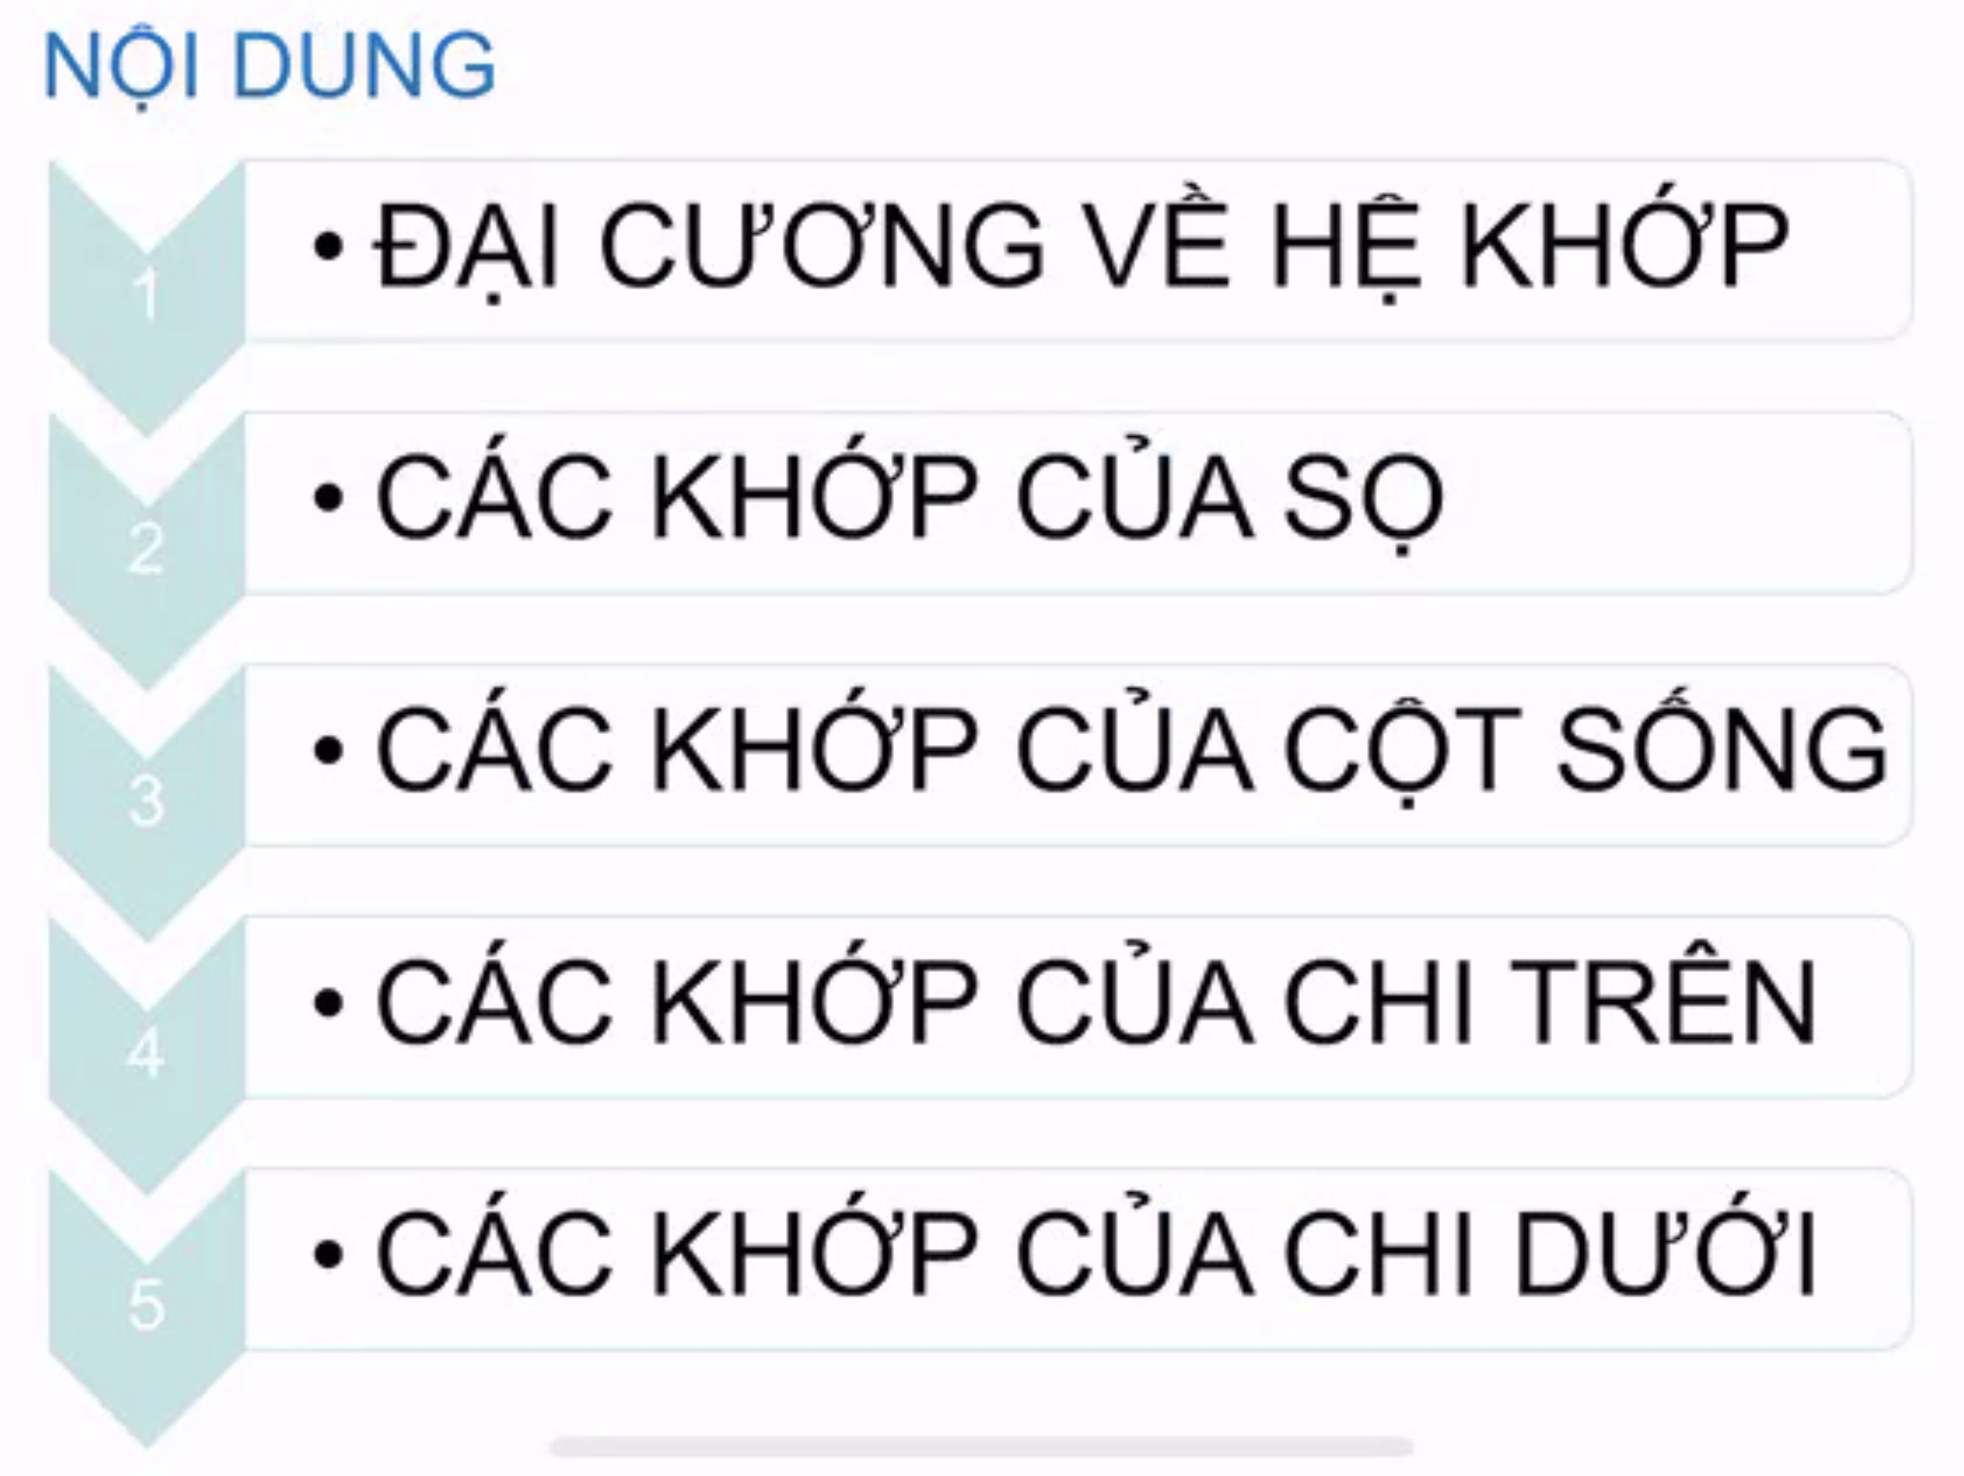 NỘI DUNG
1
• ĐẠI CƯƠNG VỀ HỆ KHỚP
2
• CÁC KHỚP CỦA SỌ
3
• CÁC KHỚP CỦA CỘT SỐNG
4
• CÁC KHỚP CỦA CHI TRÊN
5
• CÁC KHỚP CỦA CHI DƯỚI